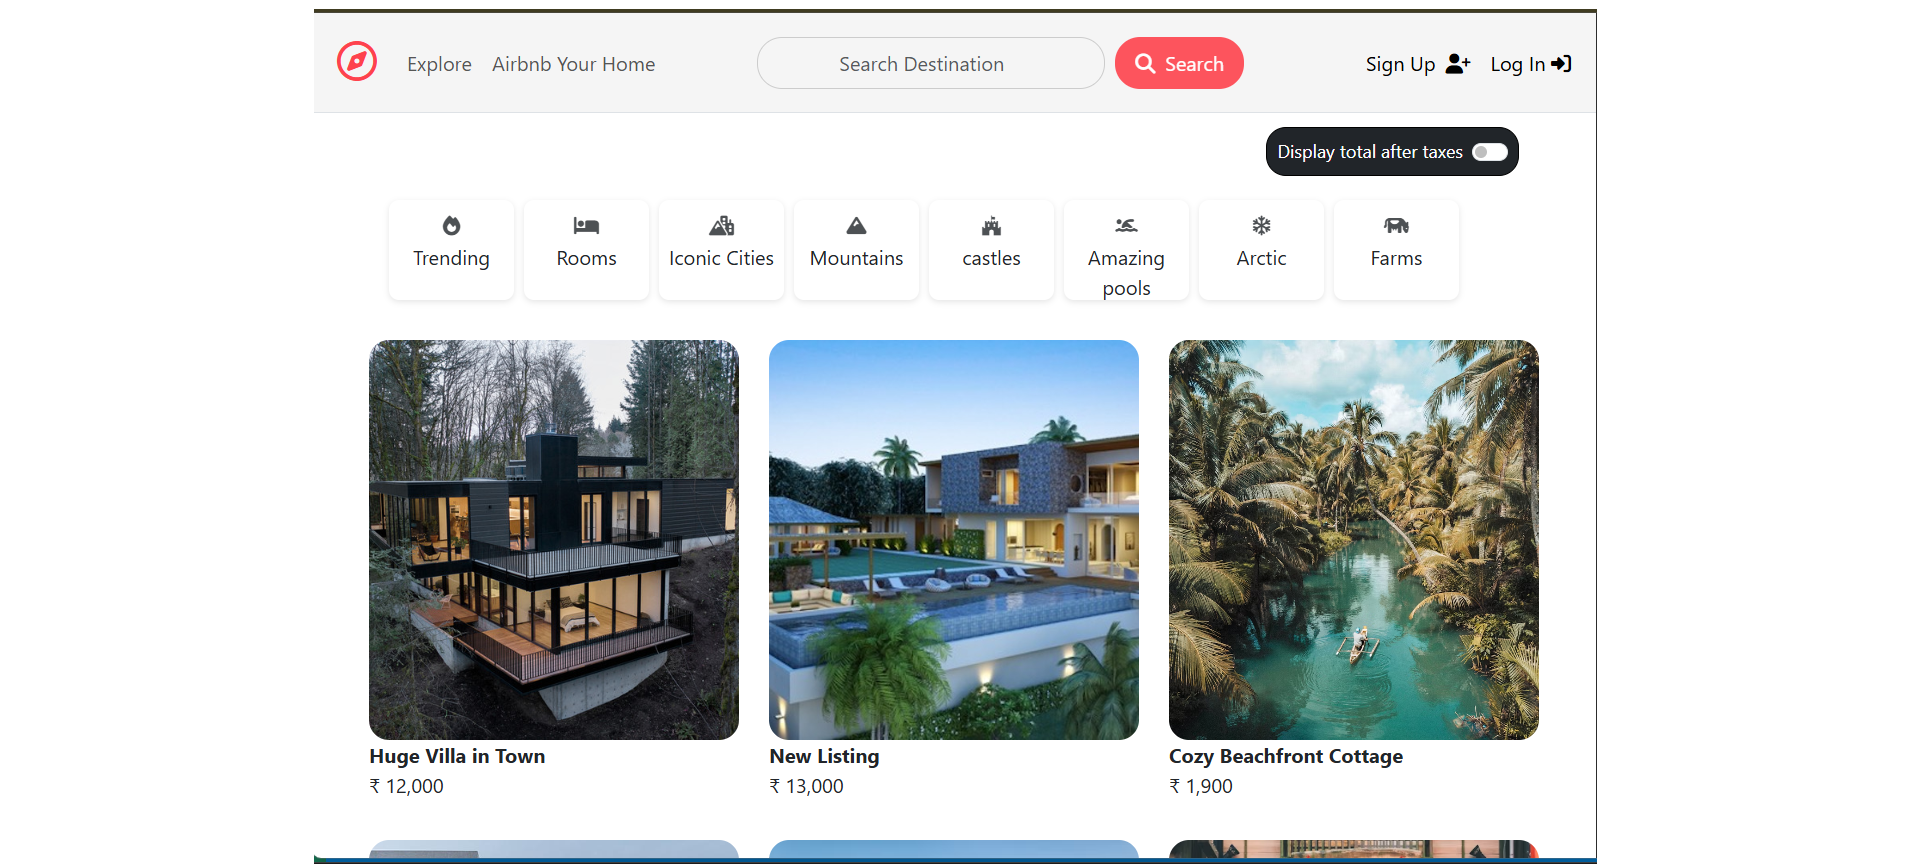 Explore Airbnb Your Home Search Destination Search Sign Up Log In
Display total after taxes
Trending Rooms Iconic Cities Mountains castles Amazing pools Arctic Farms
Huge Villa in Town New Listing Cozy Beachfront Cottage
₹ 12,000 ₹ 13,000 ₹ 1,900